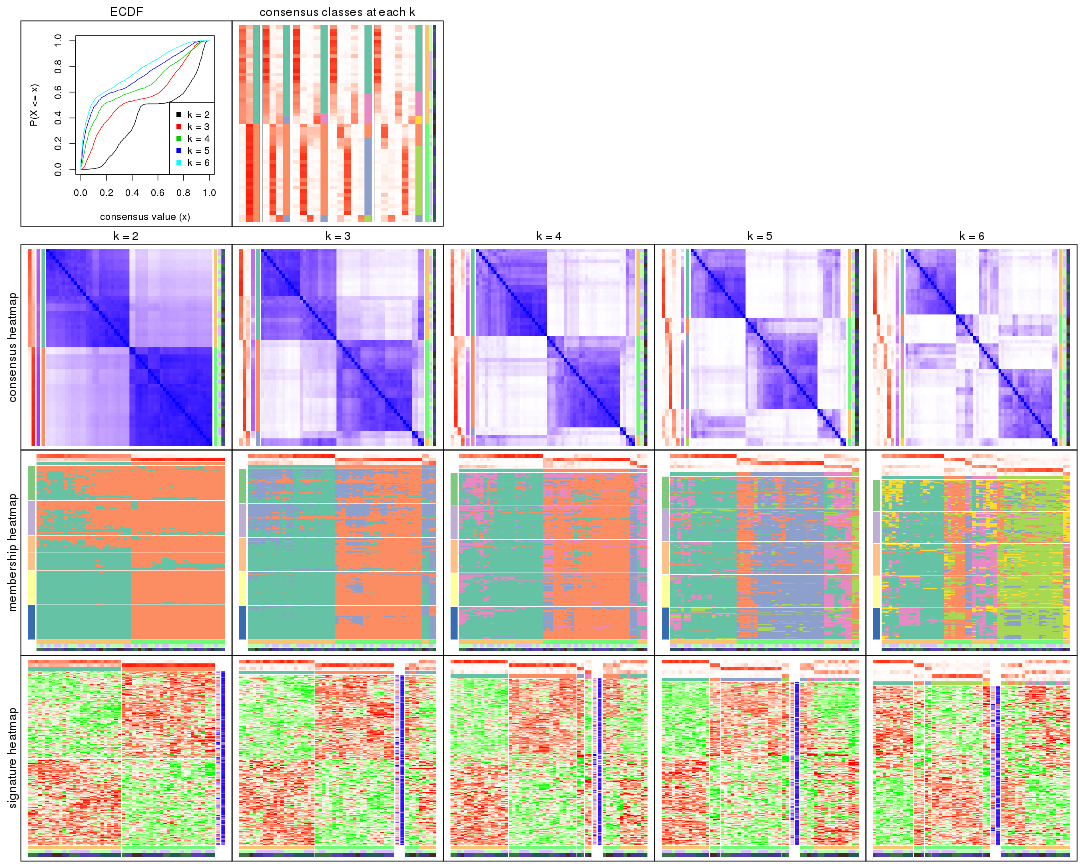 ECDF
consensus classes at each k
P(X <= x)
0.0 0.2 0.4 0.6 0.8 1.0
k = 2
k = 3
k = 4
k = 5
k = 6
0.0 0.2 0.4 0.6 0.8 1.0
consensus value (x)
k = 2
k = 3
k = 4
k = 5
k = 6
consensus heatmap
membership heatmap
signature heatmap